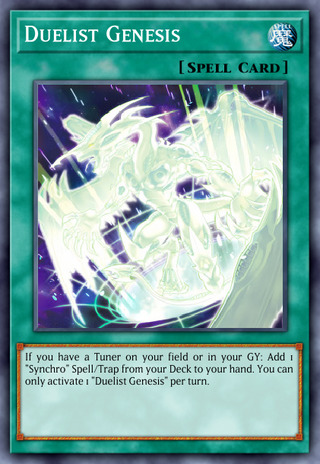 Duelist Genesis
[Spell Card]
If you have a Tuner on your field or in your GY: Add 1
"Synchro" Spell/Trap from your Deck to your hand. You can
only activate 1 "Duelist Genesis" per turn.